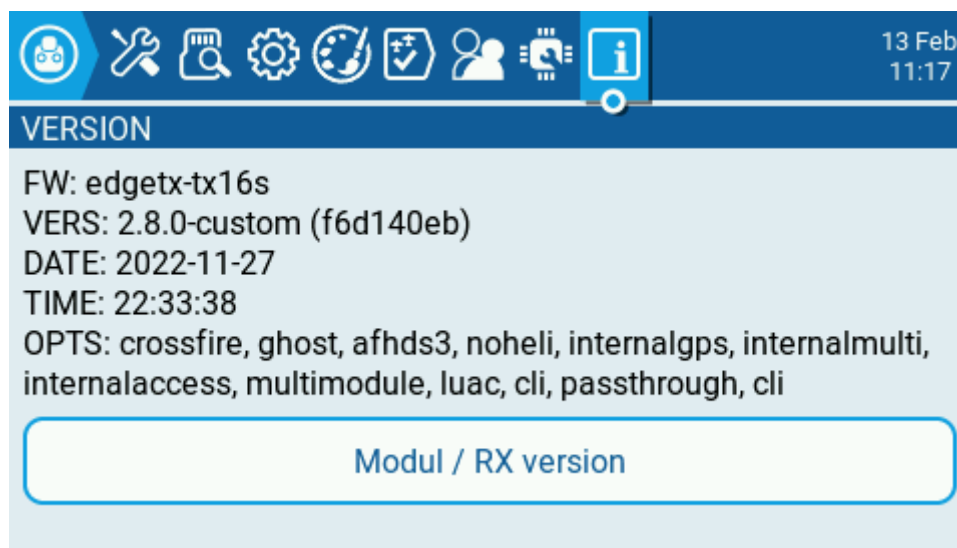 13 Feb
11:17
VERSION
FW: edgetx-tx16s
VERS: 2.8.0-custom (f6d140eb)
DATE: 2022-11-27
TIME: 22:33:38
OPTS: crossfire, ghost, afhds3, noheli, internalgps, internalmulti,
internalaccess, multimodule, luac, cli, passthrough, cli
Modul / RX version